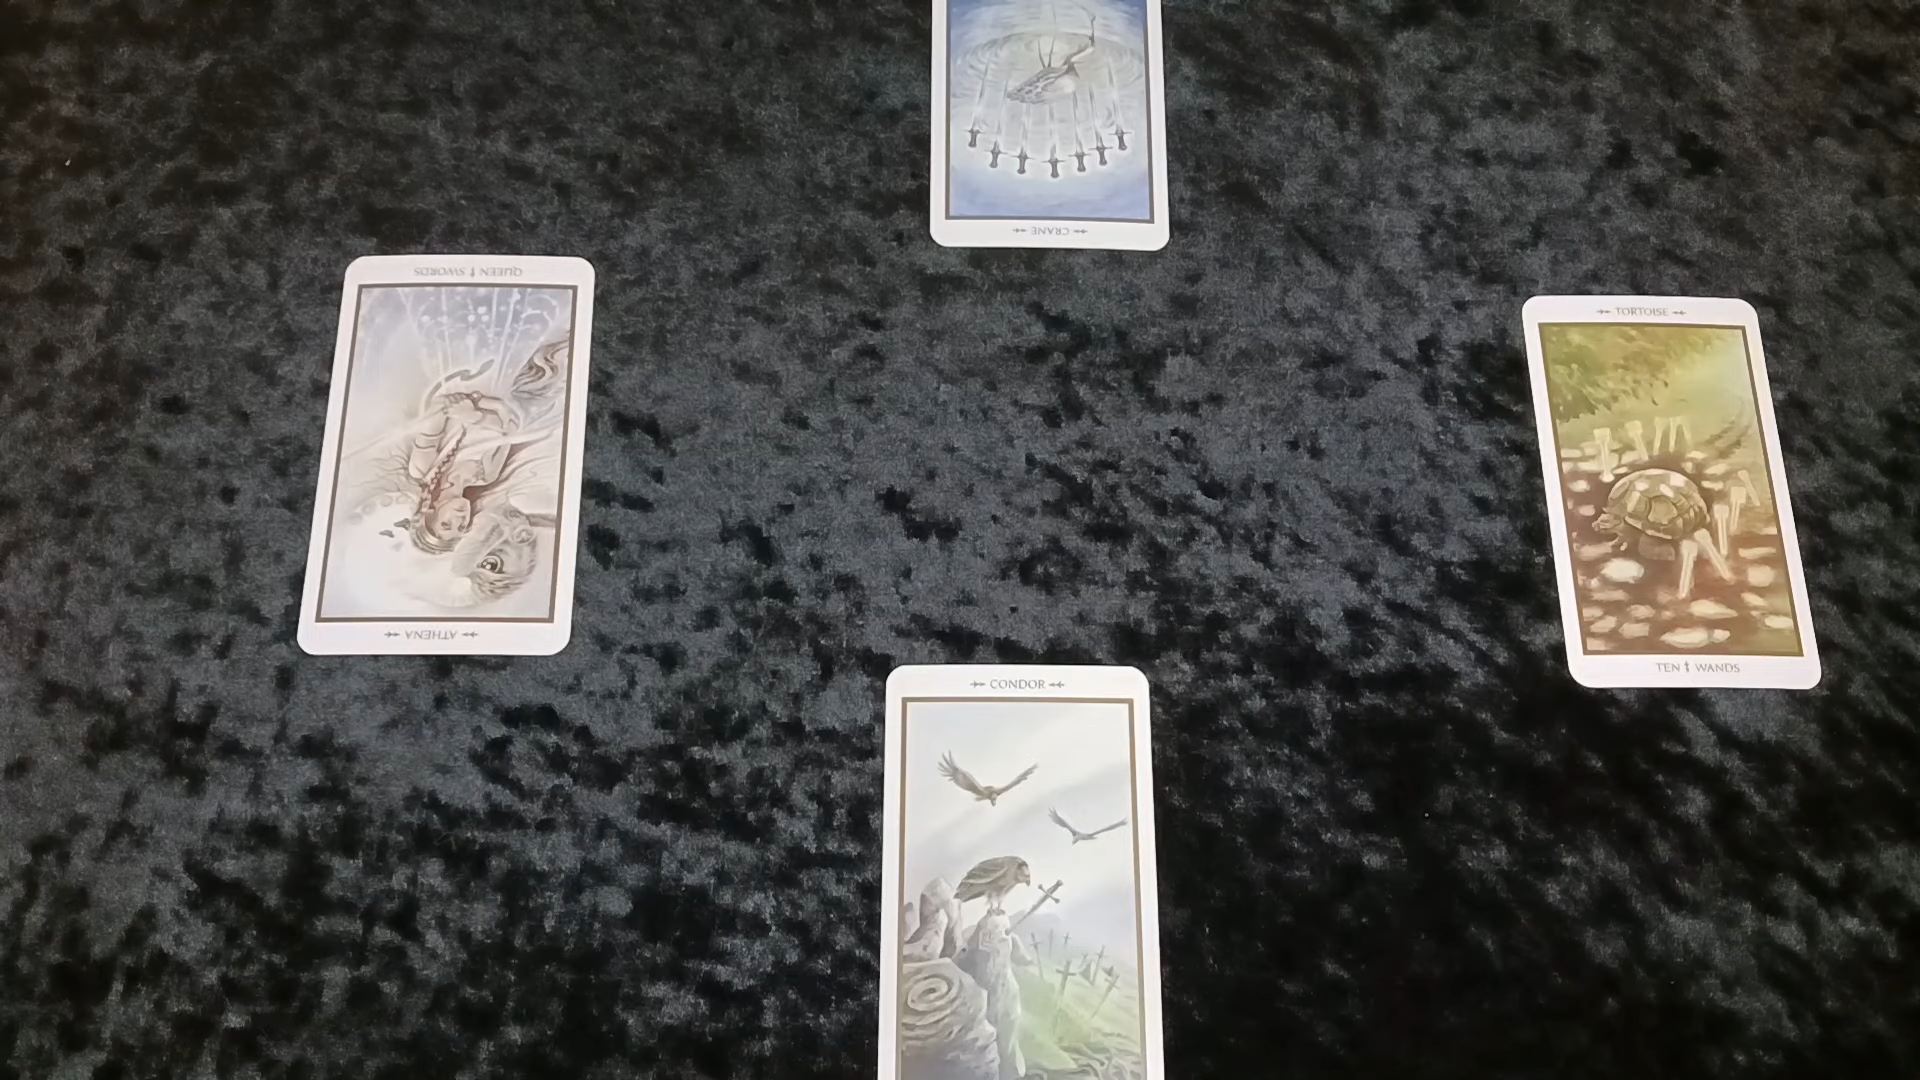 CRANE
QUEEN SWORDS
ATHENA
TORTOISE
TEN WANDS
CONDOR